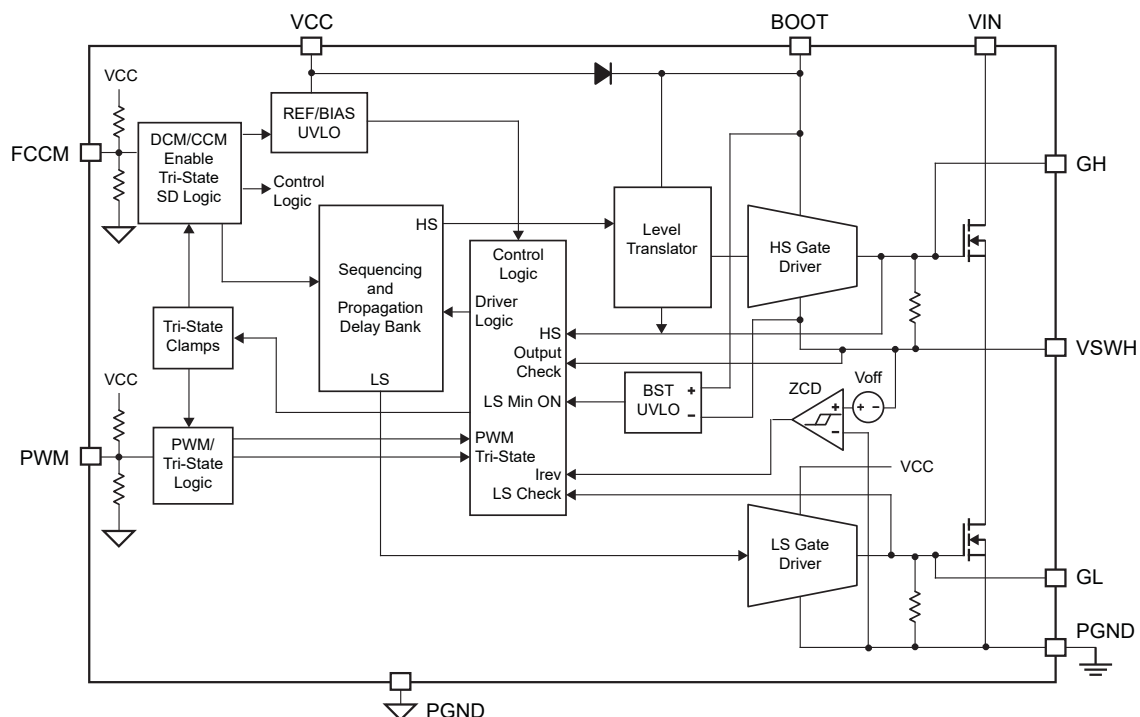 VCC
BOOT
VIN
VCC
REF/BIAS
UVLO
FCCM
DCM/CCM
Enable
Tri-State
SD Logic
Control
Logic
GH
HS
Level
Translator
HS Gate
Driver
Sequencing
and
Propagation
Delay Bank
LS
Control
Logic
Driver
Logic
HS
Output
Check
LS Min ON
PWM
Tri-State
Irev
LS Check
Tri-State
Clamps
VSWH
BST
UVLO
+
-
ZCD
Voff
+ -
+
-
VCC
PWM
PWM/
Tri-State
Logic
VCC
LS Gate
Driver
GL
PGND
PGND